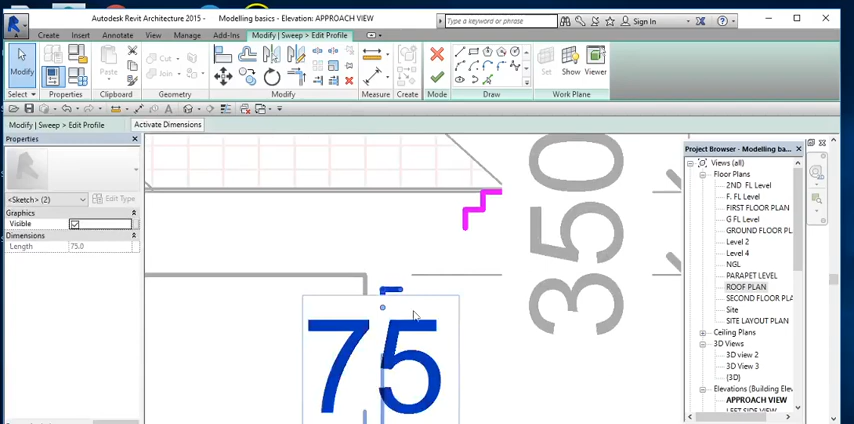 Autodesk Revit Architecture 2015 - Modelling basics - Elevation: APPROACH VIEW
Type a keyword or phrase
Sign In
Create Insert Annotate View Manage Add-Ins Modify | Sweep > Edit Profile
Modify
Paste
Cut
Join
Set Show Viewer
Select Properties Clipboard Geometry Modify Measure Create Mode Draw Work Plane
Modify | Sweep > Edit Profile Activate Dimensions
Properties
<Sketch> (2) Edit Type
Graphics
Visible
Dimensions
Length 75.0
350
75
Project Browser - Modelling ba...
Views (all)
Floor Plans
2ND FL Level
F. FL Level
FIRST FLOOR PLAN
G FL Level
GROUND FLOOR PL
Level 2
Level 4
NGL
PARAPET LEVEL
ROOF PLAN
SECOND FLOOR PLA
Site
SITE LAYOUT PLAN
Ceiling Plans
3D Views
3D view 2
3D View 3
{3D}
Elevations (Building Elev
APPROACH VIEW
LEFT SIDE VIEW